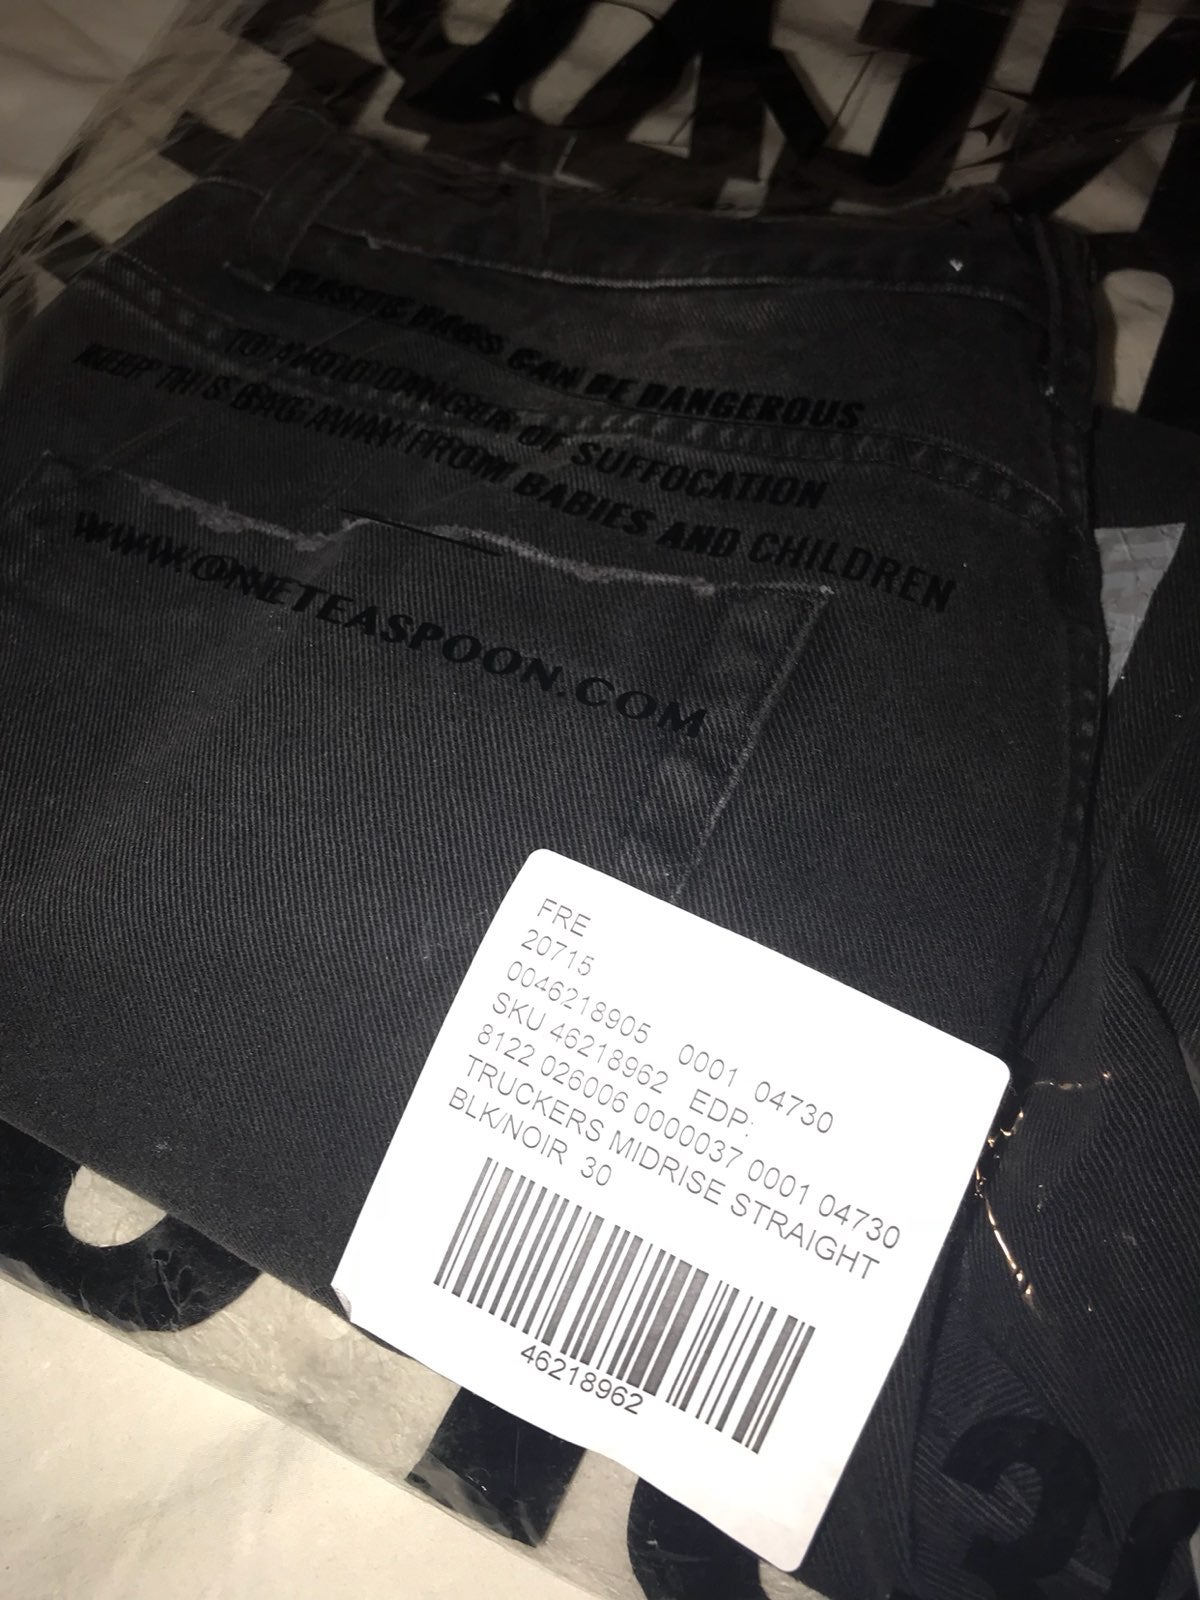 PLASTIC BAGS CAN BE DANGEROUS
TO AVOID DANGER OF SUFFOCATION
KEEP THIS BAG AWAY FROM BABIES AND CHILDREN
WWW.ONETEASPOON.COM
FRE
20715
0046218905 0001 04730
SKU 46218962 EDP:
8122 026006 0000037 0001 04730
TRUCKERS MIDRISE STRAIGHT
BLK/NOIR 30
46218962